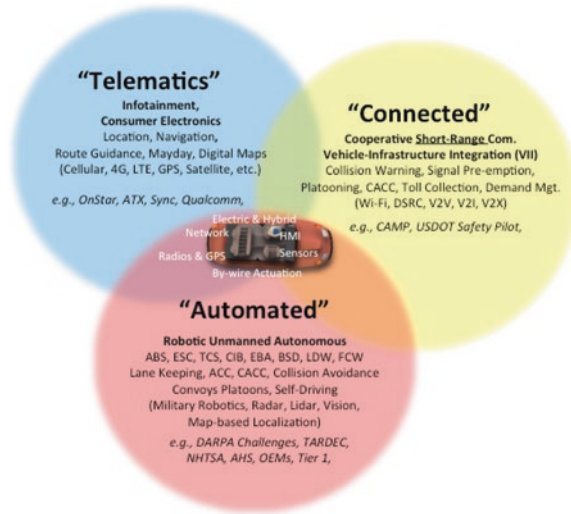 “Telematics”
Infotainment,
Consumer Electronics
Location, Navigation,
Route Guidance, Mayday, Digital Maps
(Cellular, 4G, LTE, GPS, Satellite, etc.)
e.g., OnStar, ATX, Sync, Qualcomm,
“Connected”
Cooperative Short-Range Com.
Vehicle-Infrastructure Integration (VII)
Collision Warning, Signal Pre-emption,
Platooning, CACC, Toll Collection, Demand Mgt.
(Wi-Fi, DSRC, V2V, V2I, V2X)
e.g., CAMP, USDOT Safety Pilot,
Electric & Hybrid
Network
HMI
Radios & GPS
iSensors
By-wire Actuation
“Automated”
Robotic Unmanned Autonomous
ABS, ESC, TCS, CIB, EBA, BSD, LDW, FCW
Lane Keeping, ACC, CACC, Collision Avoidance
Convoys Platoons, Self-Driving
(Military Robotics, Radar, Lidar, Vision,
Map-based Localization)
e.g., DARPA Challenges, TARDEC,
NHTSA, AHS, OEMs, Tier 1,